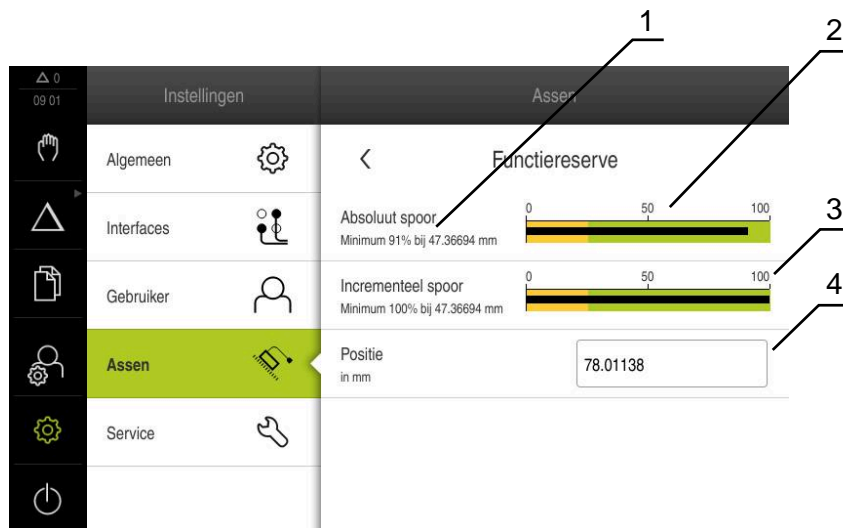 1
2
△ 0
09 01
Instellingen
Assen
Algemeen
Functiereserve
Interfaces
Absoluut spoor
Minimum 91% bij 47.36694 mm
0 50 100
3
Gebruiker
Incrementeel spoor
Minimum 100% bij 47.36694 mm
0 50 100
4
Assen
Positie
in mm
78.01138
Service